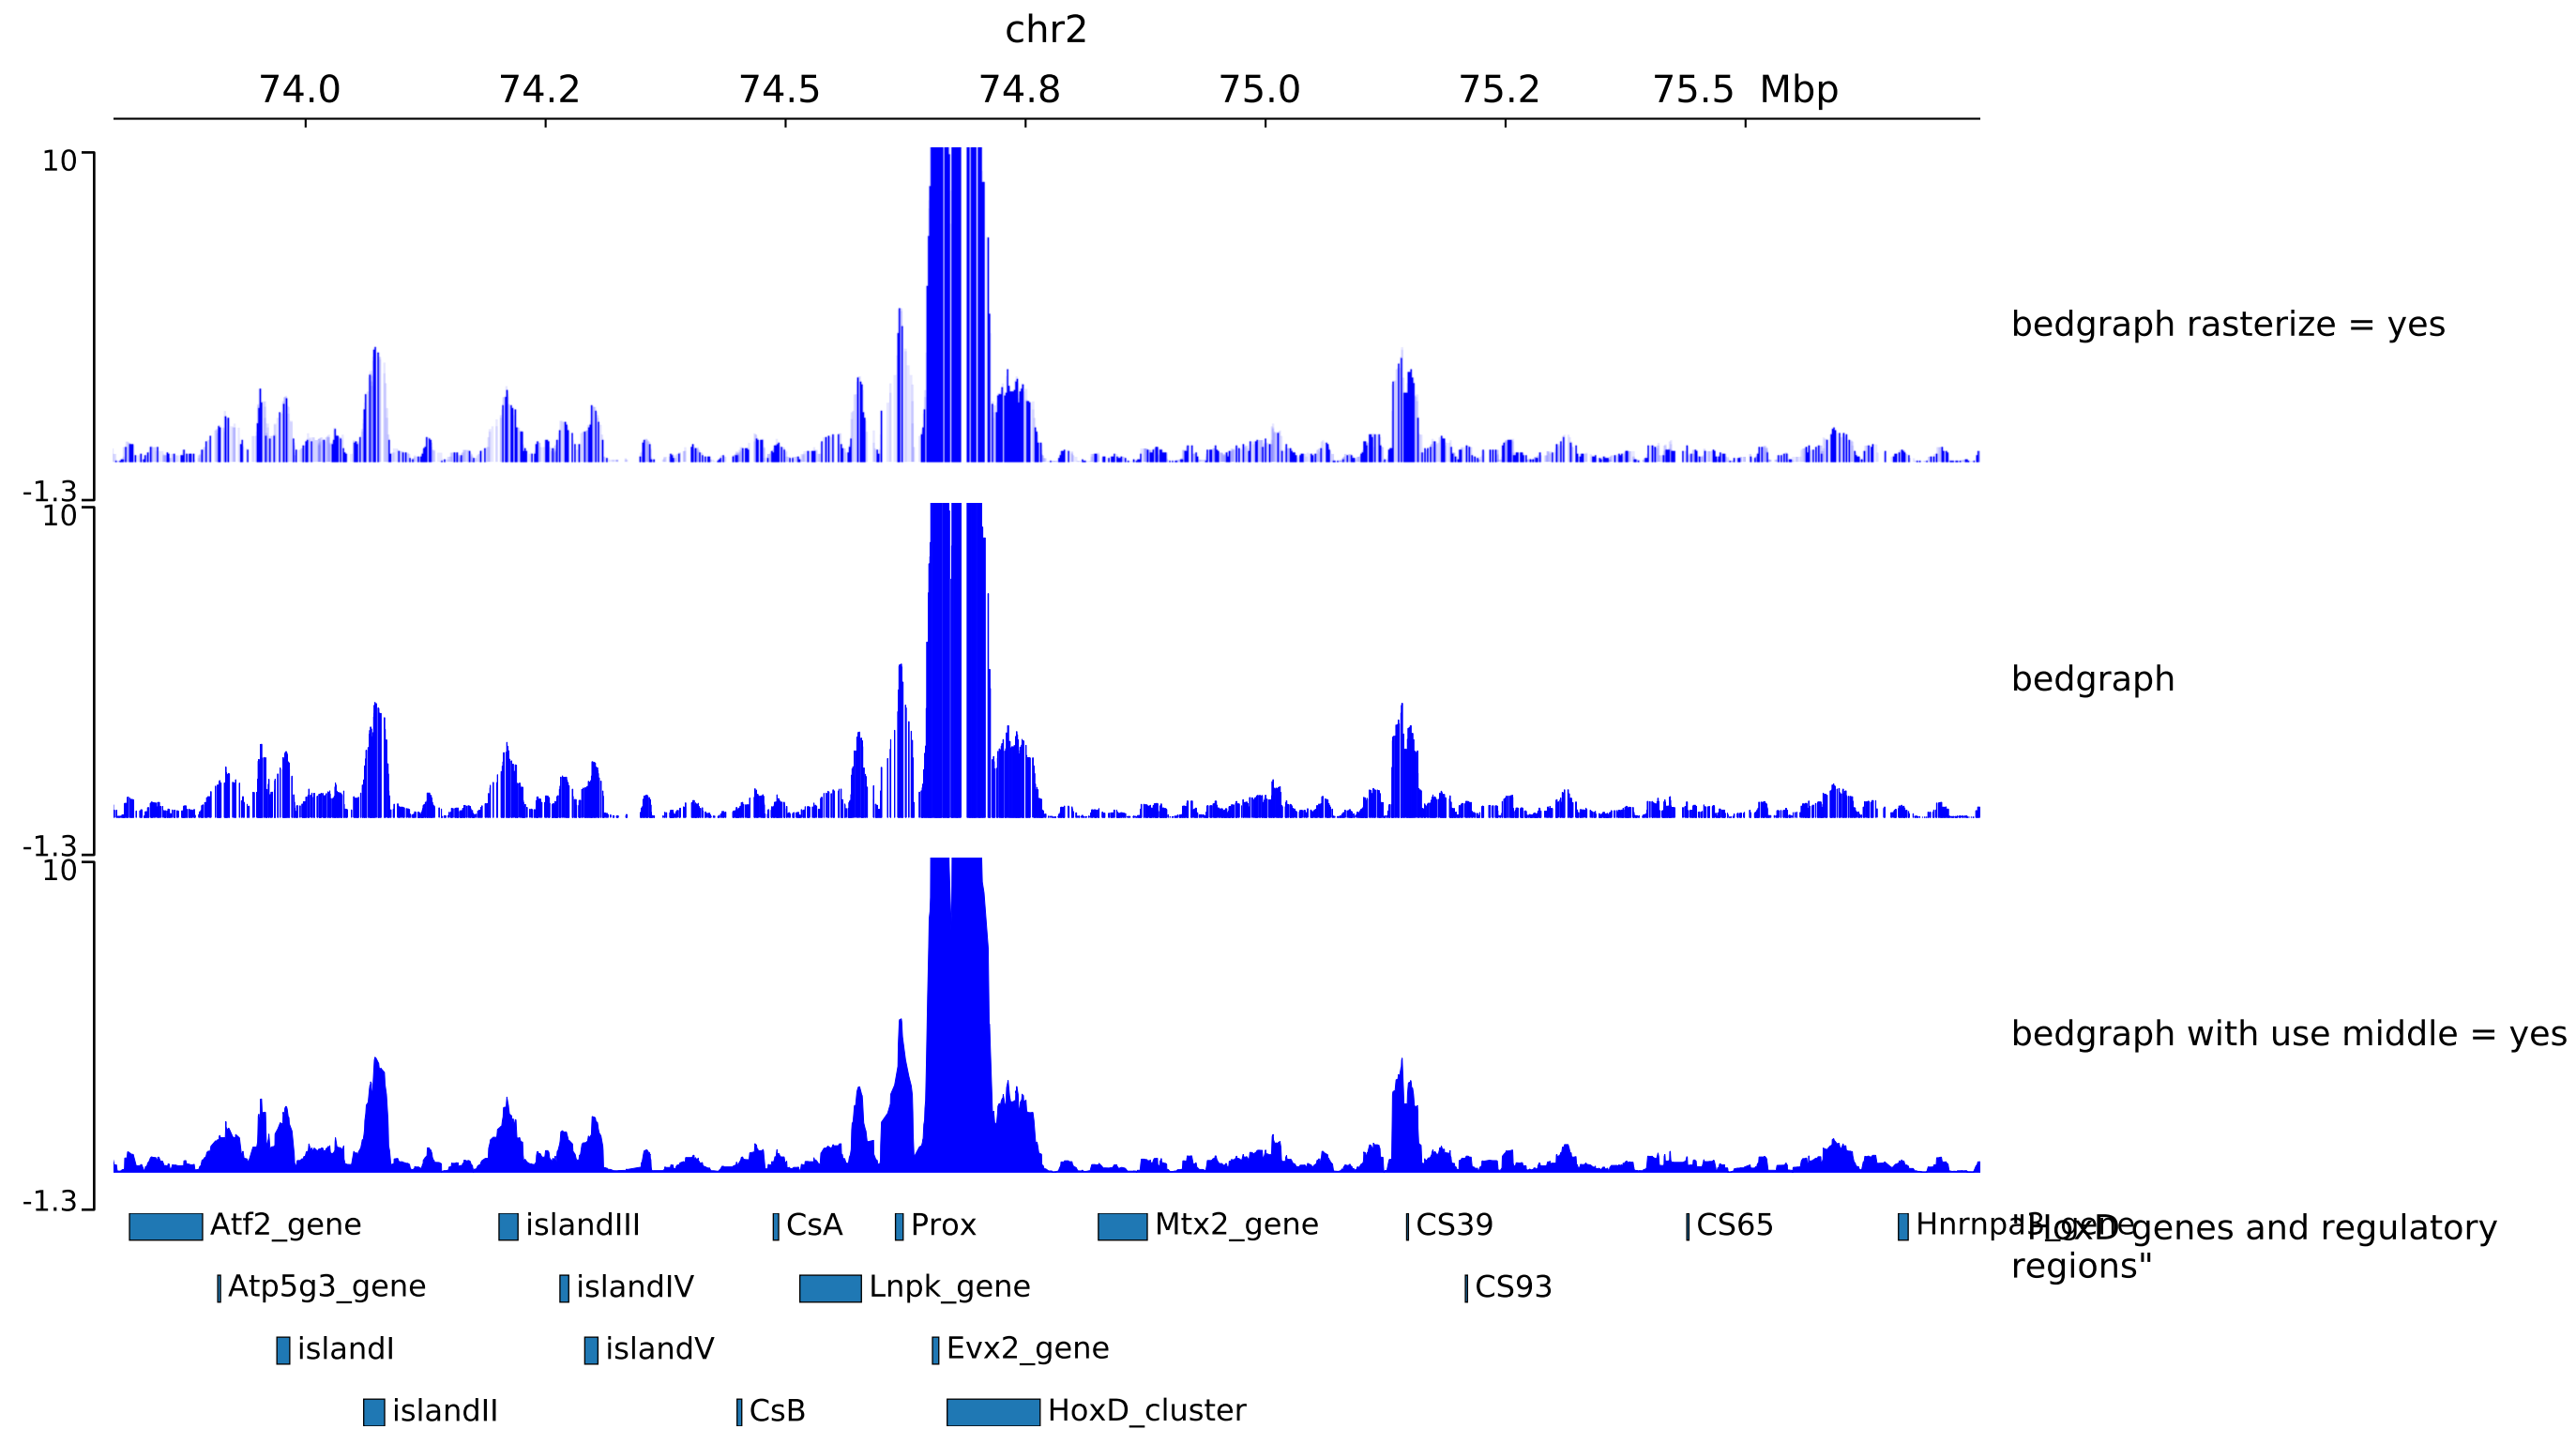 chr2
74.0 74.2 74.5 74.8 75.0 75.2 75.5 Mbp
10
bedgraph rasterize = yes
-1.3
10
bedgraph
-1.3
10
bedgraph with use middle = yes
-1.3
Atf2_gene islandIII CsA Prox Mtx2_gene CS39 CS65 Hnrnpa3_gene
"HoxD genes and regulatory
regions"
Atp5g3_gene islandIV Lnpk_gene CS93
islandI islandV Evx2_gene
islandII CsB HoxD_cluster